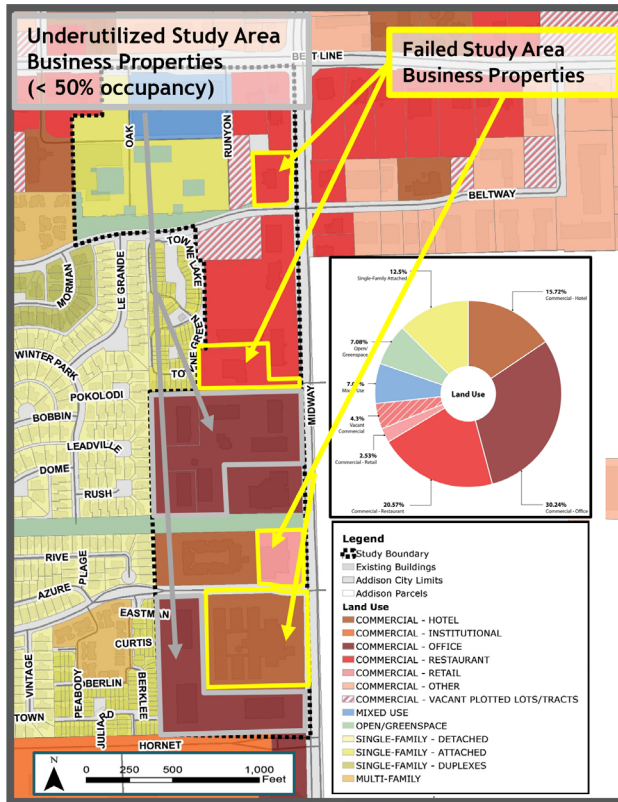 Underutilized Study Area
Business Properties
(< 50% occupancy)
Failed Study Area
Business Properties
LINE
OAK
RUNYON
BELTWAY
TOWNE LAKE
MORMAN
LE GRANDE
WINTER PARK
POKOLODI
BOBBIN
LEADVILLE
DOME
RUSH
MIDWAY
RIVE
PLAGE
AZURE
EASTMAN
CURTIS
OBERLIN
VINTAGE
PEABODY
BERKLEE
TOWN
HORNET
12.5%
Single-Family Attached
15.72%
Commercial - Hotel
7.08%
Open/
Greenspace
Land Use
4.3%
Vacant
Commercial
2.53%
Commercial - Retail
20.57%
Commercial - Restaurant
30.24%
Commercial - Office
Legend
Study Boundary
Existing Buildings
Addison City Limits
Addison Parcels
Land Use
COMMERCIAL - HOTEL
COMMERCIAL - INSTITUTIONAL
COMMERCIAL - OFFICE
COMMERCIAL - RESTAURANT
COMMERCIAL - RETAIL
COMMERCIAL - OTHER
COMMERCIAL - VACANT PLOTTED LOTS/TRACTS
MIXED USE
OPEN/GREENSPACE
SINGLE-FAMILY - DETACHED
SINGLE-FAMILY - ATTACHED
SINGLE-FAMILY - DUPLEXES
MULTI-FAMILY
N
0 250 500 1,000
Feet